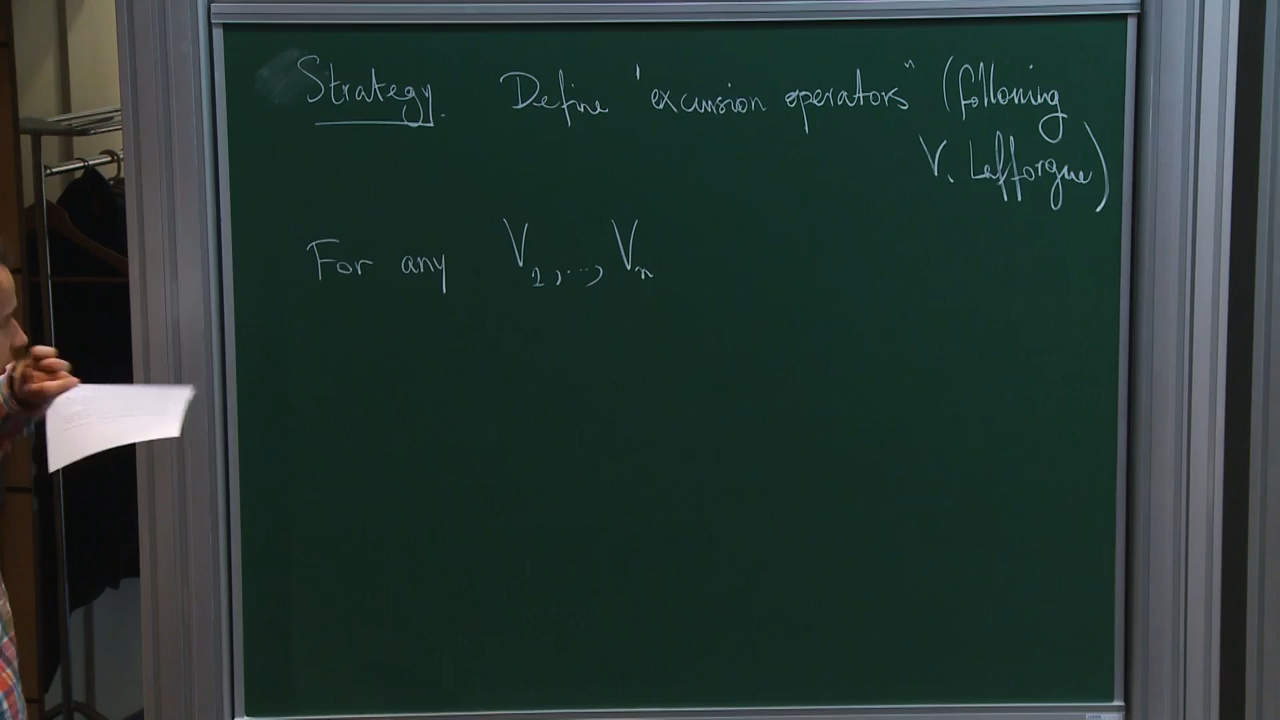 Strategy. Define 'excursion operators" (following
V. Lafforgue)
For any V_1,..., V_n